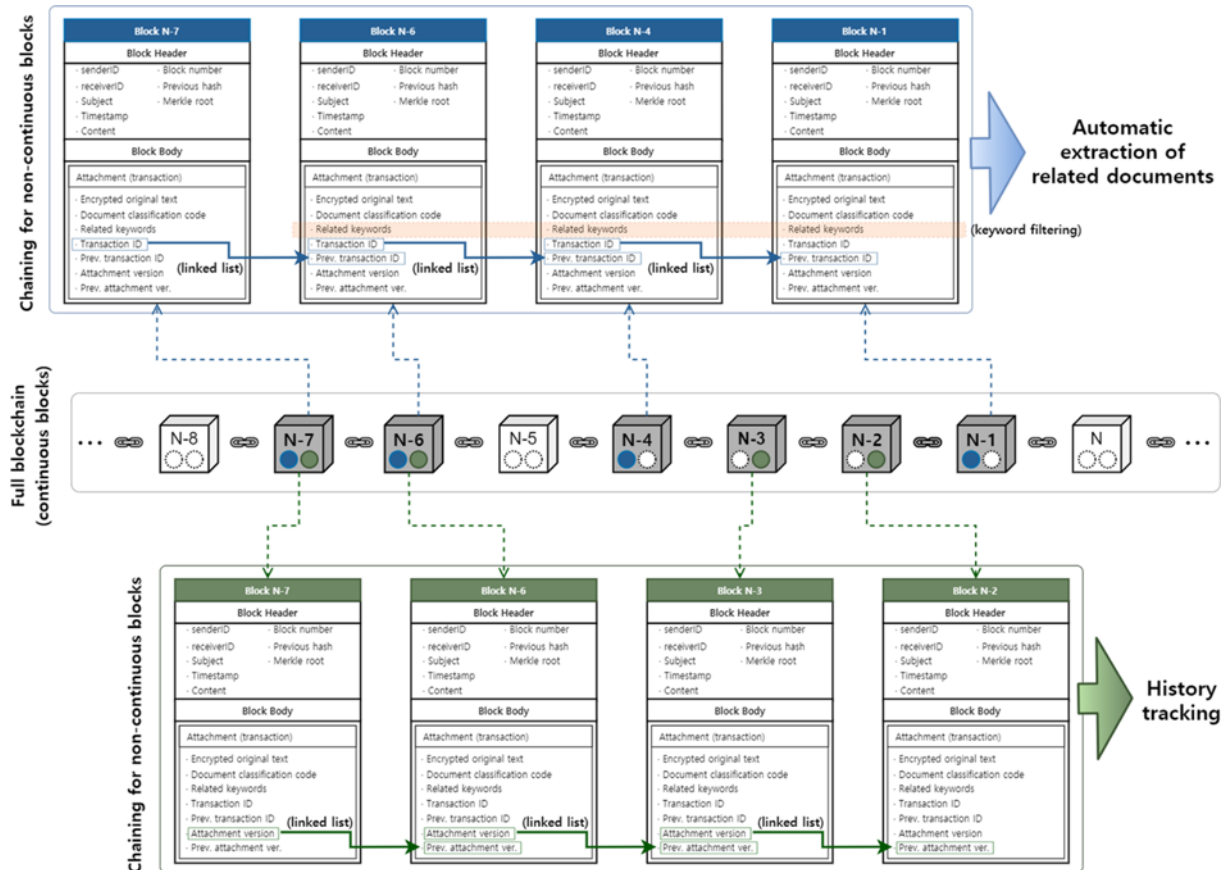 Chaining for non-continuous blocks
Block N-7
Block Header
· senderID · Block number
· receiverID · Previous hash
· Subject · Merkle root
· Timestamp
· Content
Block Body
Attachment (transaction)
· Encrypted original text
· Document classification code
· Related keywords
· Transaction ID
· Prev. transaction ID
· Attachment version
· Prev. attachment ver.
(linked list)
Block N-6
Block Header
· senderID · Block number
· receiverID · Previous hash
· Subject · Merkle root
· Timestamp
· Content
Block Body
Attachment (transaction)
· Encrypted original text
· Document classification code
· Related keywords
· Transaction ID
· Prev. transaction ID
· Attachment version
· Prev. attachment ver.
(linked list)
Block N-4
Block Header
· senderID · Block number
· receiverID · Previous hash
· Subject · Merkle root
· Timestamp
· Content
Block Body
Attachment (transaction)
· Encrypted original text
· Document classification code
· Related keywords
· Transaction ID
· Prev. transaction ID
· Attachment version
· Prev. attachment ver.
(linked list)
Block N-1
Block Header
· senderID · Block number
· receiverID · Previous hash
· Subject · Merkle root
· Timestamp
· Content
Block Body
Attachment (transaction)
· Encrypted original text
· Document classification code
· Related keywords
· Transaction ID
· Prev. transaction ID
· Attachment version
· Prev. attachment ver.
Automatic
extraction of
related documents
(keyword filtering)
Full blockchain
(continuous blocks)
··· N-8 N-7 N-6 N-5 N-4 N-3 N-2 N-1 N ···
Chaining for non-continuous blocks
Block N-7
Block Header
· senderID · Block number
· receiverID · Previous hash
· Subject · Merkle root
· Timestamp
· Content
Block Body
Attachment (transaction)
· Encrypted original text
· Document classification code
· Related keywords
· Transaction ID
· Prev. transaction ID
· Attachment version
· Prev. attachment ver.
(linked list)
Block N-6
Block Header
· senderID · Block number
· receiverID · Previous hash
· Subject · Merkle root
· Timestamp
· Content
Block Body
Attachment (transaction)
· Encrypted original text
· Document classification code
· Related keywords
· Transaction ID
· Prev. transaction ID
· Attachment version
· Prev. attachment ver.
(linked list)
Block N-3
Block Header
· senderID · Block number
· receiverID · Previous hash
· Subject · Merkle root
· Timestamp
· Content
Block Body
Attachment (transaction)
· Encrypted original text
· Document classification code
· Related keywords
· Transaction ID
· Prev. transaction ID
· Attachment version
· Prev. attachment ver.
(linked list)
Block N-2
Block Header
· senderID · Block number
· receiverID · Previous hash
· Subject · Merkle root
· Timestamp
· Content
Block Body
Attachment (transaction)
· Encrypted original text
· Document classification code
· Related keywords
· Transaction ID
· Prev. transaction ID
· Attachment version
· Prev. attachment ver.
History
tracking